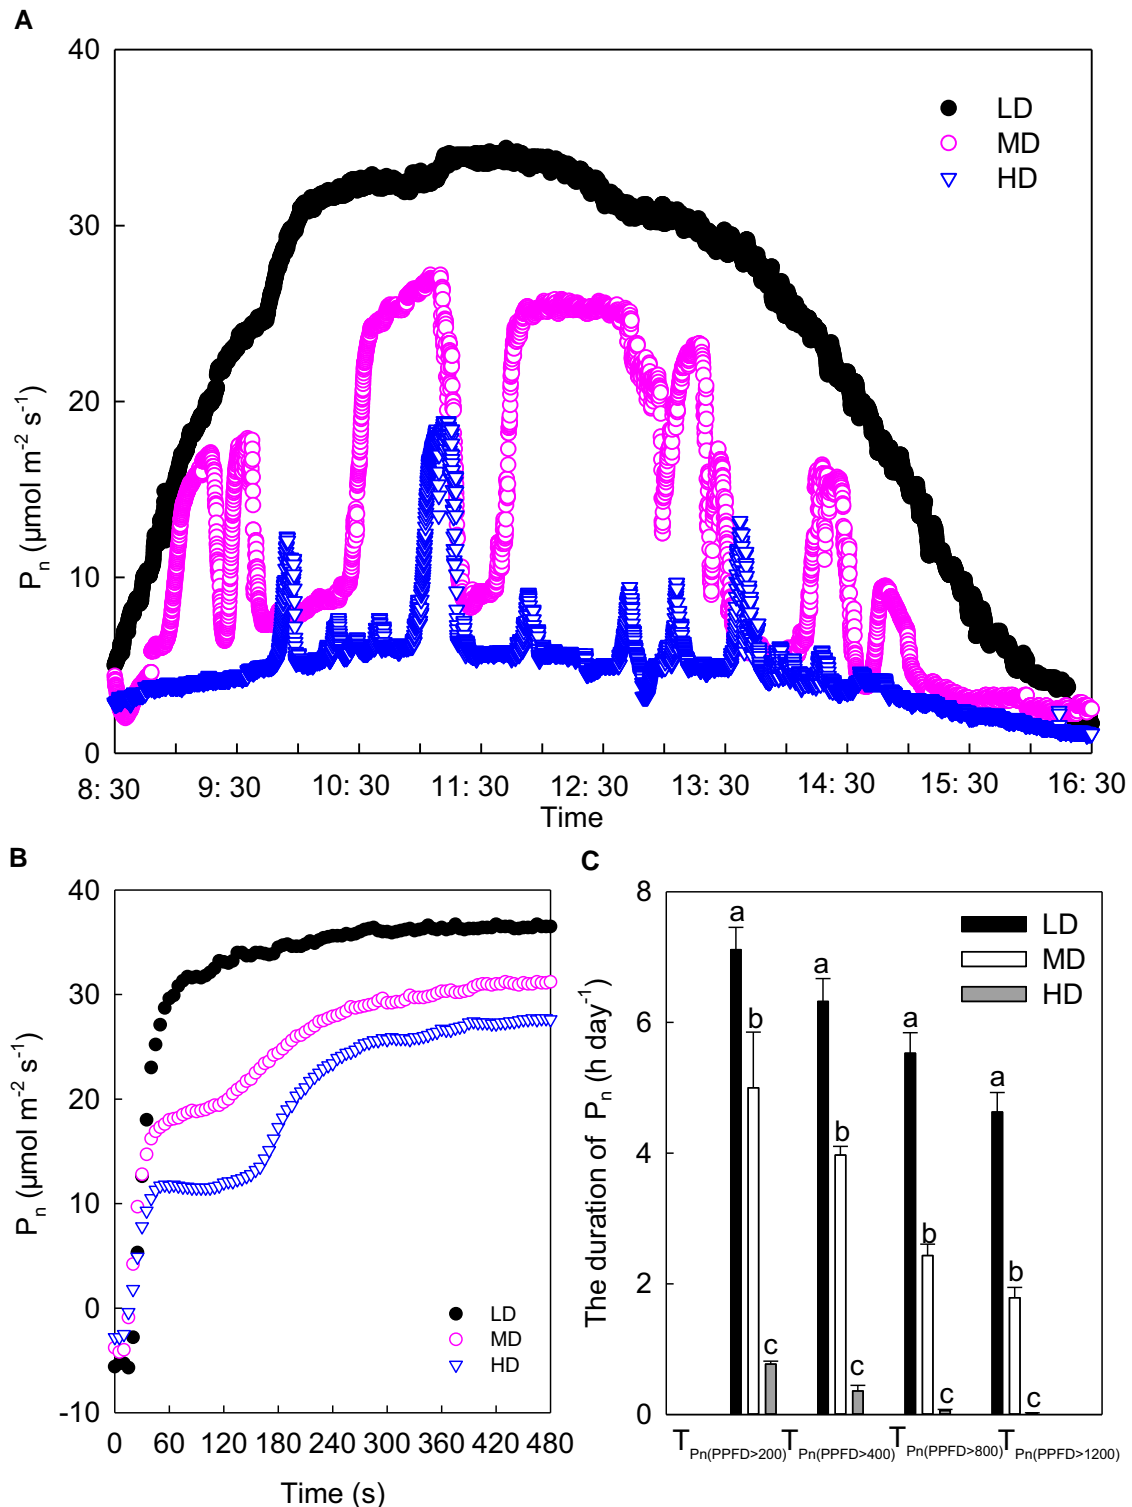 A
40
30
20
10
0
Pn (μmol m-2 s-1)
LD
MD
HD
8: 30 9: 30 10: 30 11: 30 12: 30 13: 30 14: 30 15: 30 16: 30
Time
B
40
30
20
10
0
-10
Pn (μmol m-2 s-1)
LD
MD
HD
0 60 120 180 240 300 360 420 480
Time (s)
C
8
6
4
2
0
The duration of Pn (h day-1)
LD
MD
HD
a b c
a b c
a b c
a b c
TPn(PPFD>200) TPn(PPFD>400) TPn(PPFD>800) TPn(PPFD>1200)